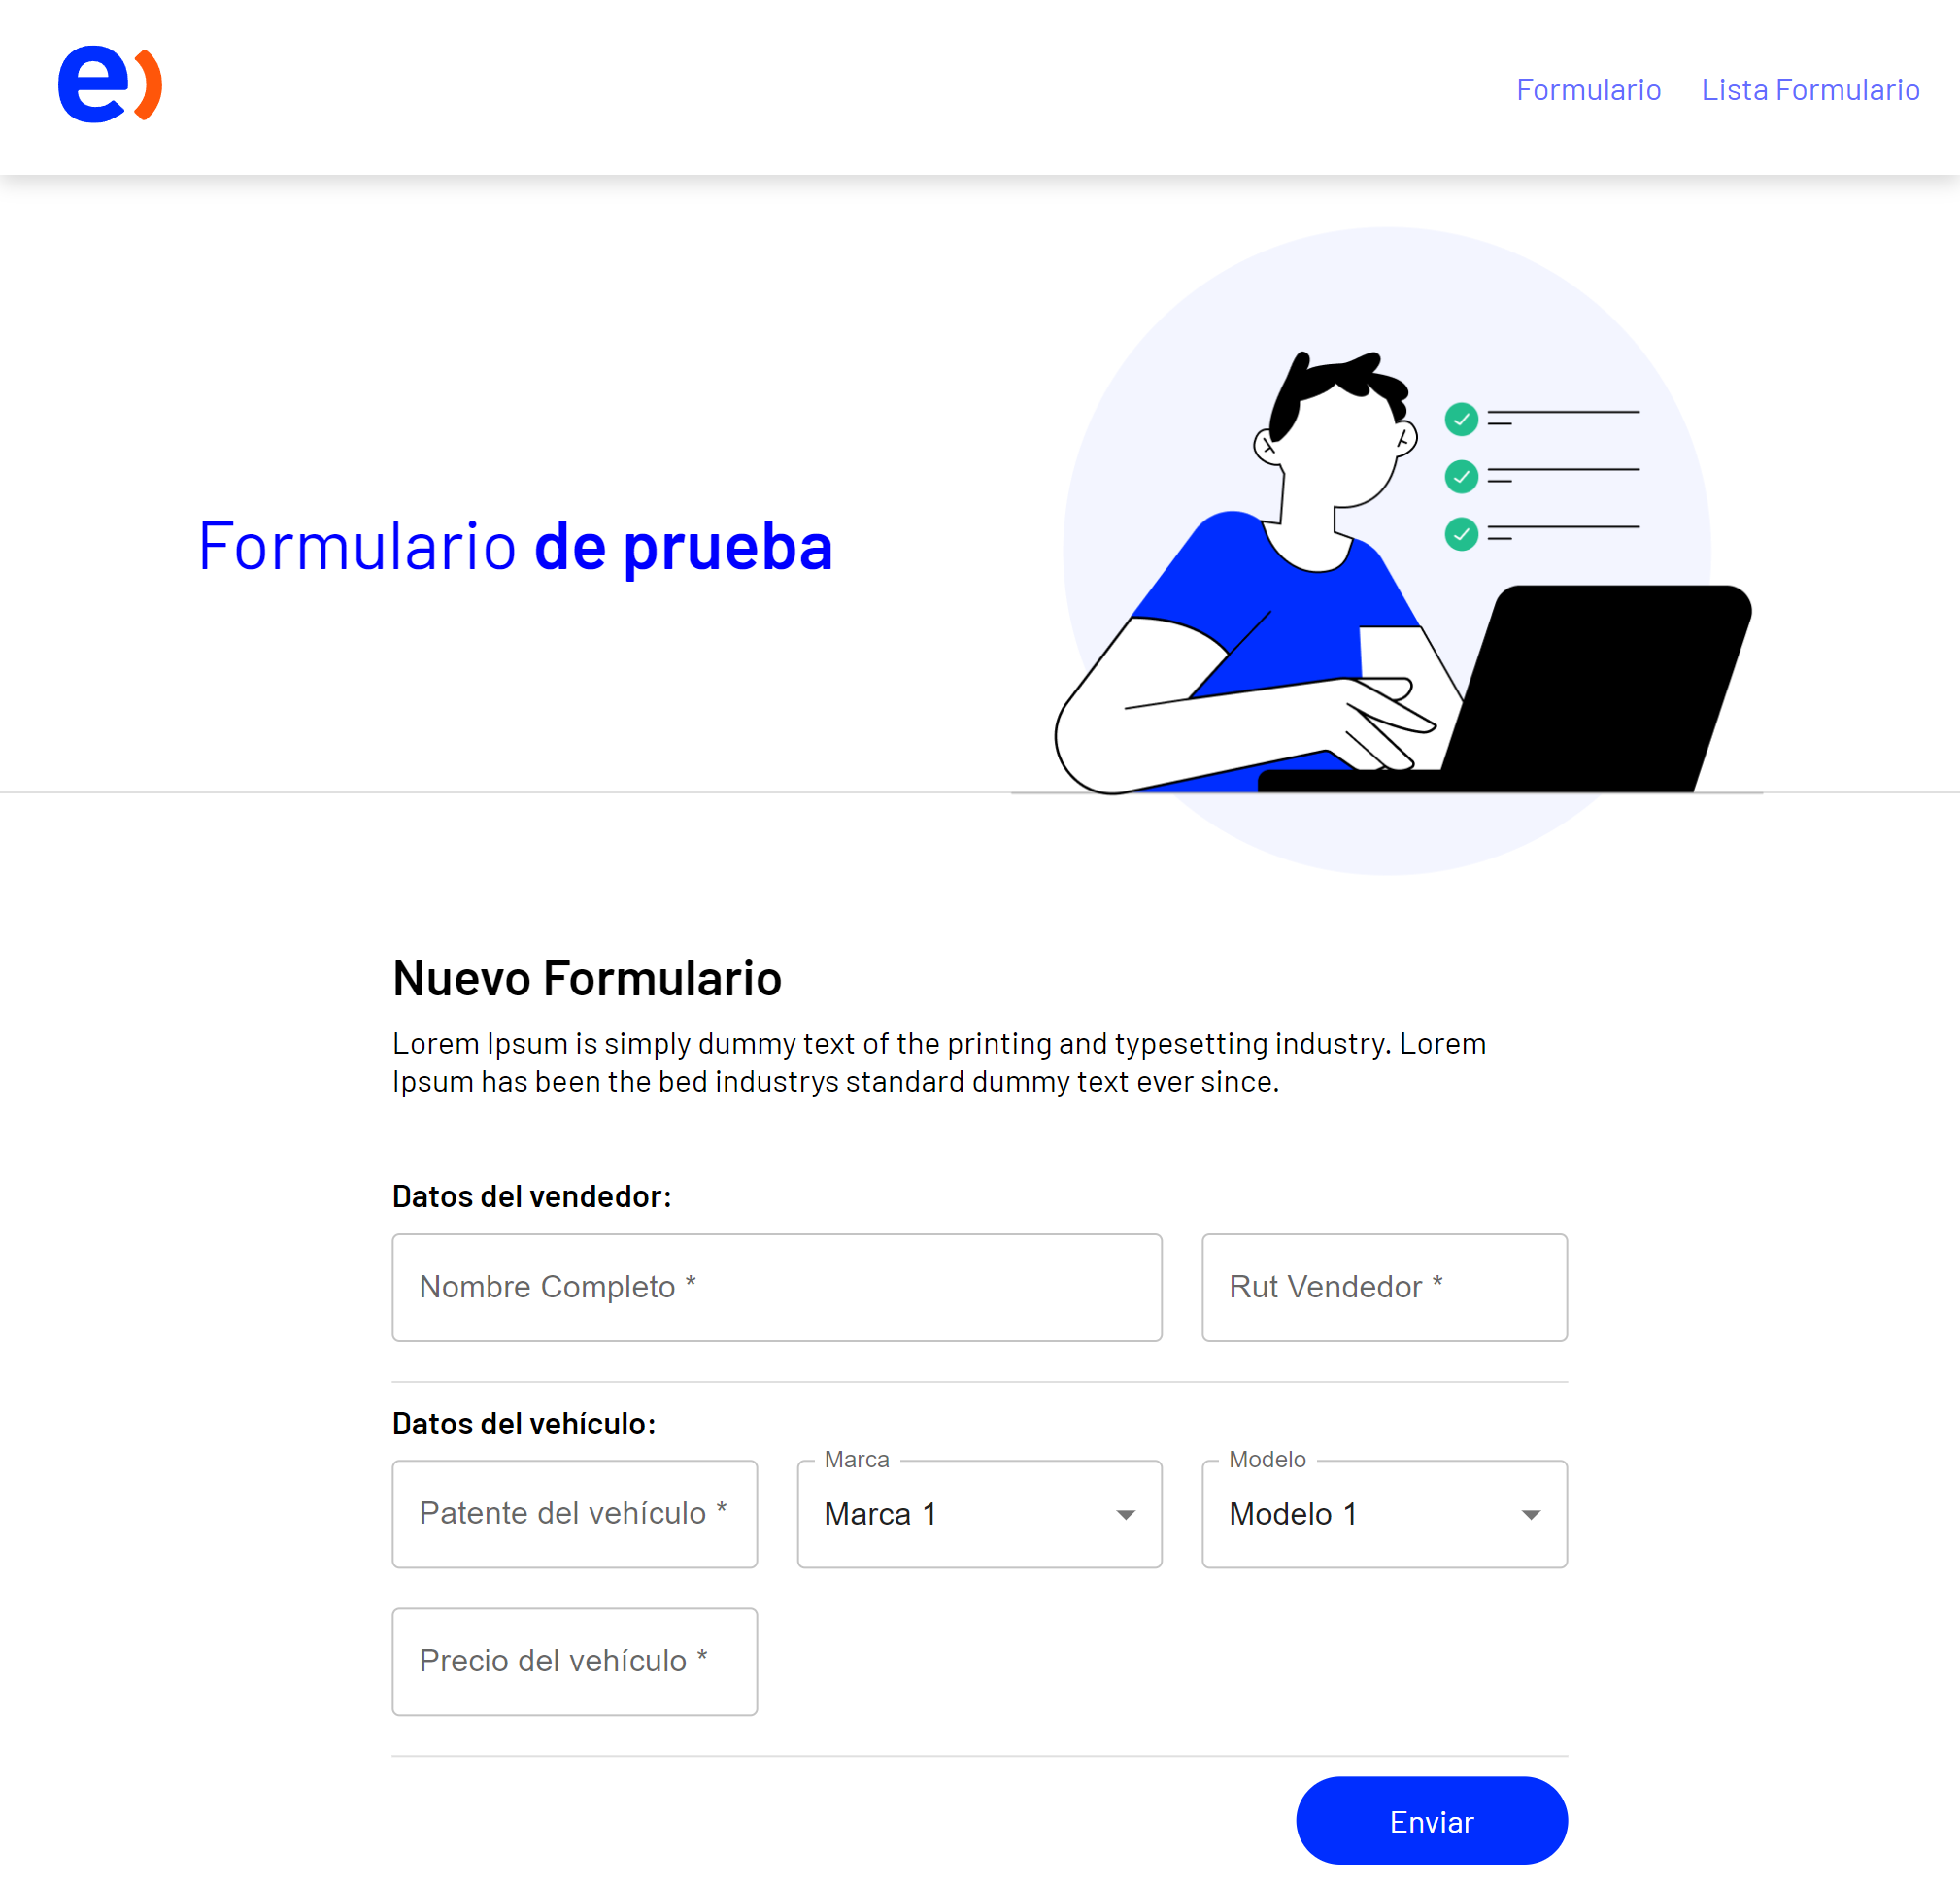 e)
Formulario Lista Formulario
Formulario de prueba
Nuevo Formulario
Lorem Ipsum is simply dummy text of the printing and typesetting industry. Lorem
Ipsum has been the bed industrys standard dummy text ever since.
Datos del vendedor:
Nombre Completo * Rut Vendedor *
Datos del vehículo:
Marca Modelo
Patente del vehículo * Marca 1 Modelo 1
Precio del vehículo *
Enviar